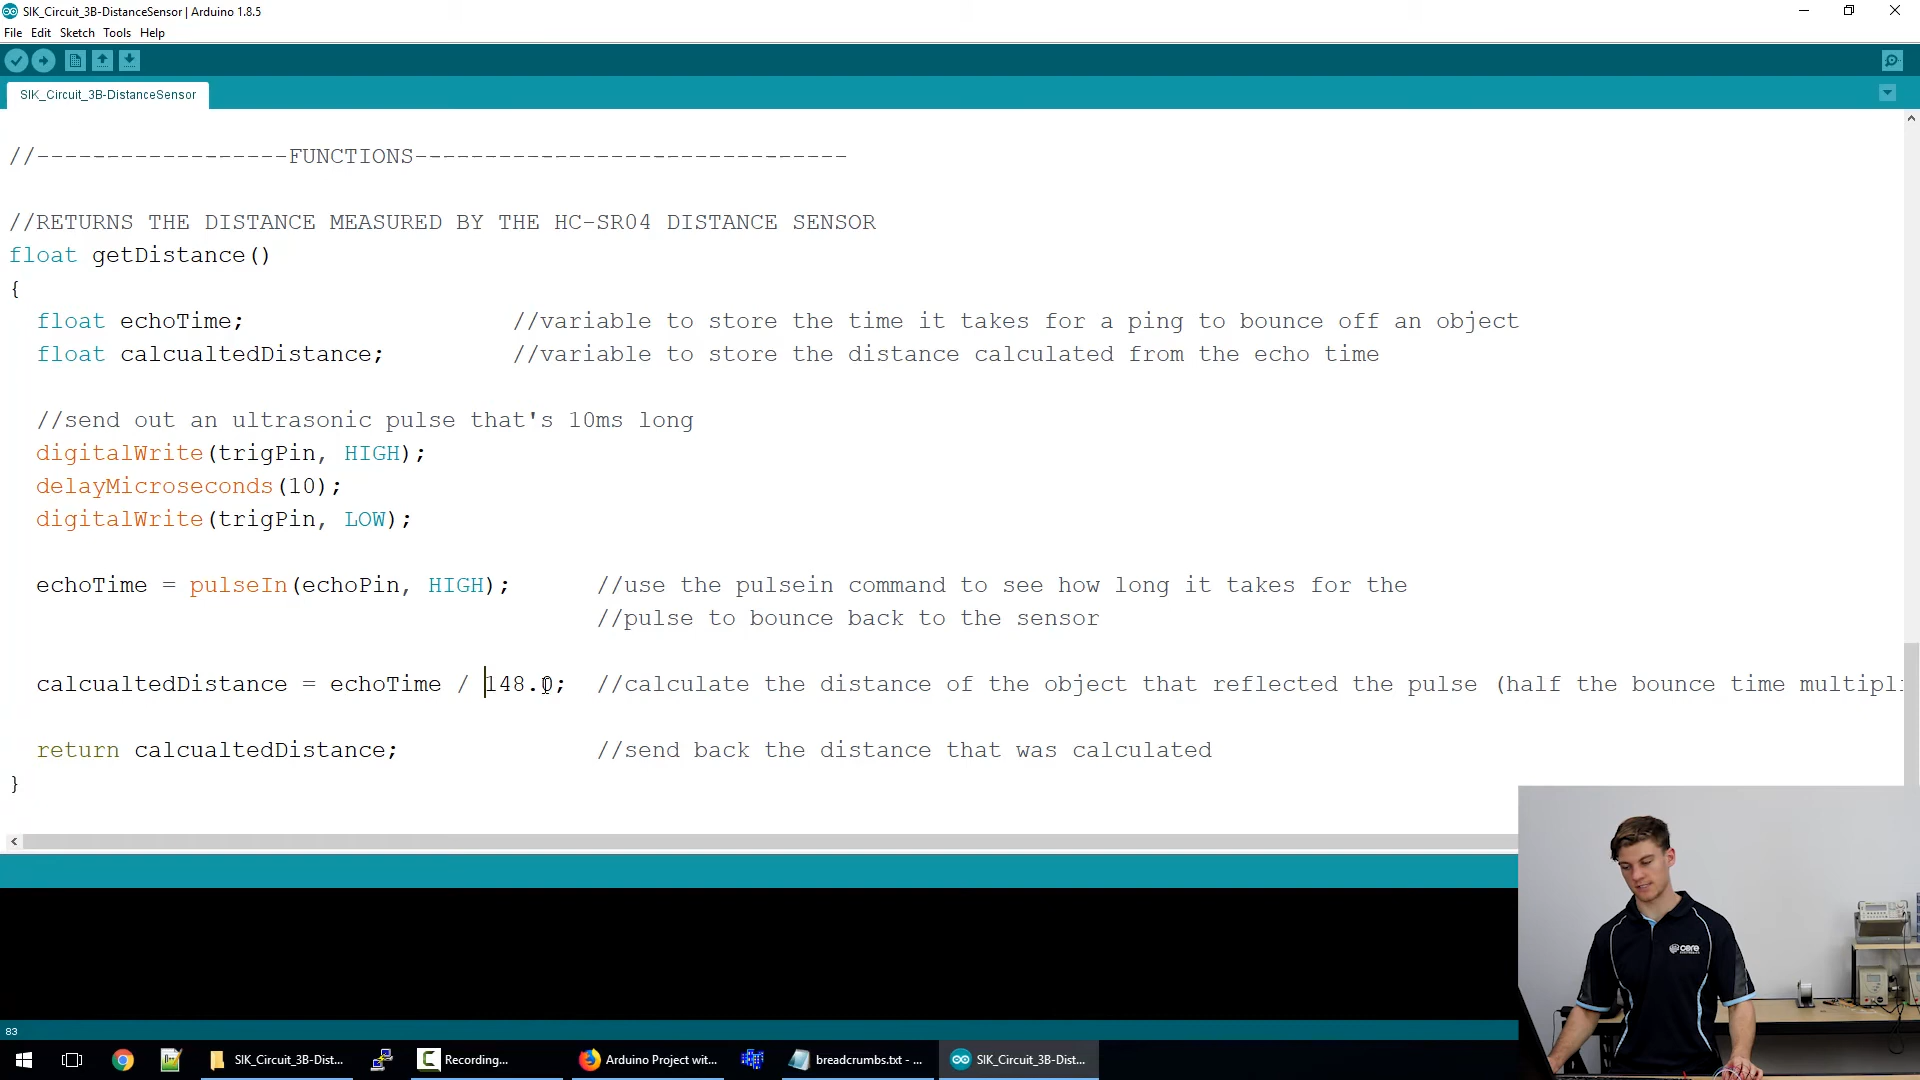 SIK_Circuit_3B-DistanceSensor | Arduino 1.8.5
File Edit Sketch Tools Help
SIK_Circuit_3B-DistanceSensor
//------------------FUNCTIONS-------------------------------
//RETURNS THE DISTANCE MEASURED BY THE HC-SR04 DISTANCE SENSOR
float getDistance()
{
float echoTime; //variable to store the time it takes for a ping to bounce off an object
float calcualtedDistance; //variable to store the distance calculated from the echo time
//send out an ultrasonic pulse that's 10ms long
digitalWrite(trigPin, HIGH);
delayMicroseconds(10);
digitalWrite(trigPin, LOW);
echoTime = pulseIn(echoPin, HIGH); //use the pulsein command to see how long it takes for the
//pulse to bounce back to the sensor
calcualtedDistance = echoTime / 148.0; //calculate the distance of the object that reflected the pulse (half the bounce time multipli
return calcualtedDistance; //send back the distance that was calculated
}
core
83
SIK_Circuit_3B-Dist... Recording... Arduino Project wit... breadcrumbs.txt - ... SIK_Circuit_3B-Dist...